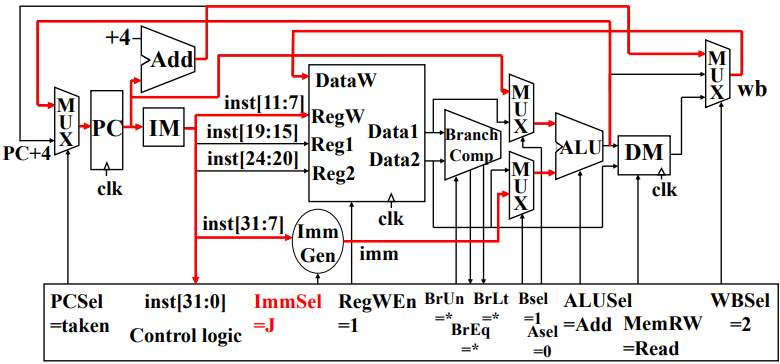 +4
Add
MUX
PC
IM
PC+4
clk
inst[11:7]
inst[19:15]
inst[24:20]
inst[31:7]
DataW
RegW
Reg1
Reg2
Data1
Data2
clk
Imm
Gen
imm
Branch
Comp
MUX
MUX
ALU
DM
clk
MUX
wb
PCSel
=taken
inst[31:0]
Control logic
ImmSel
=J
RegWEn
=1
BrUn
=*
BrEq
=*
BrLt
=*
Bsel
=1
Asel
=0
ALUSel
=Add
MemRW
=Read
WBSel
=2